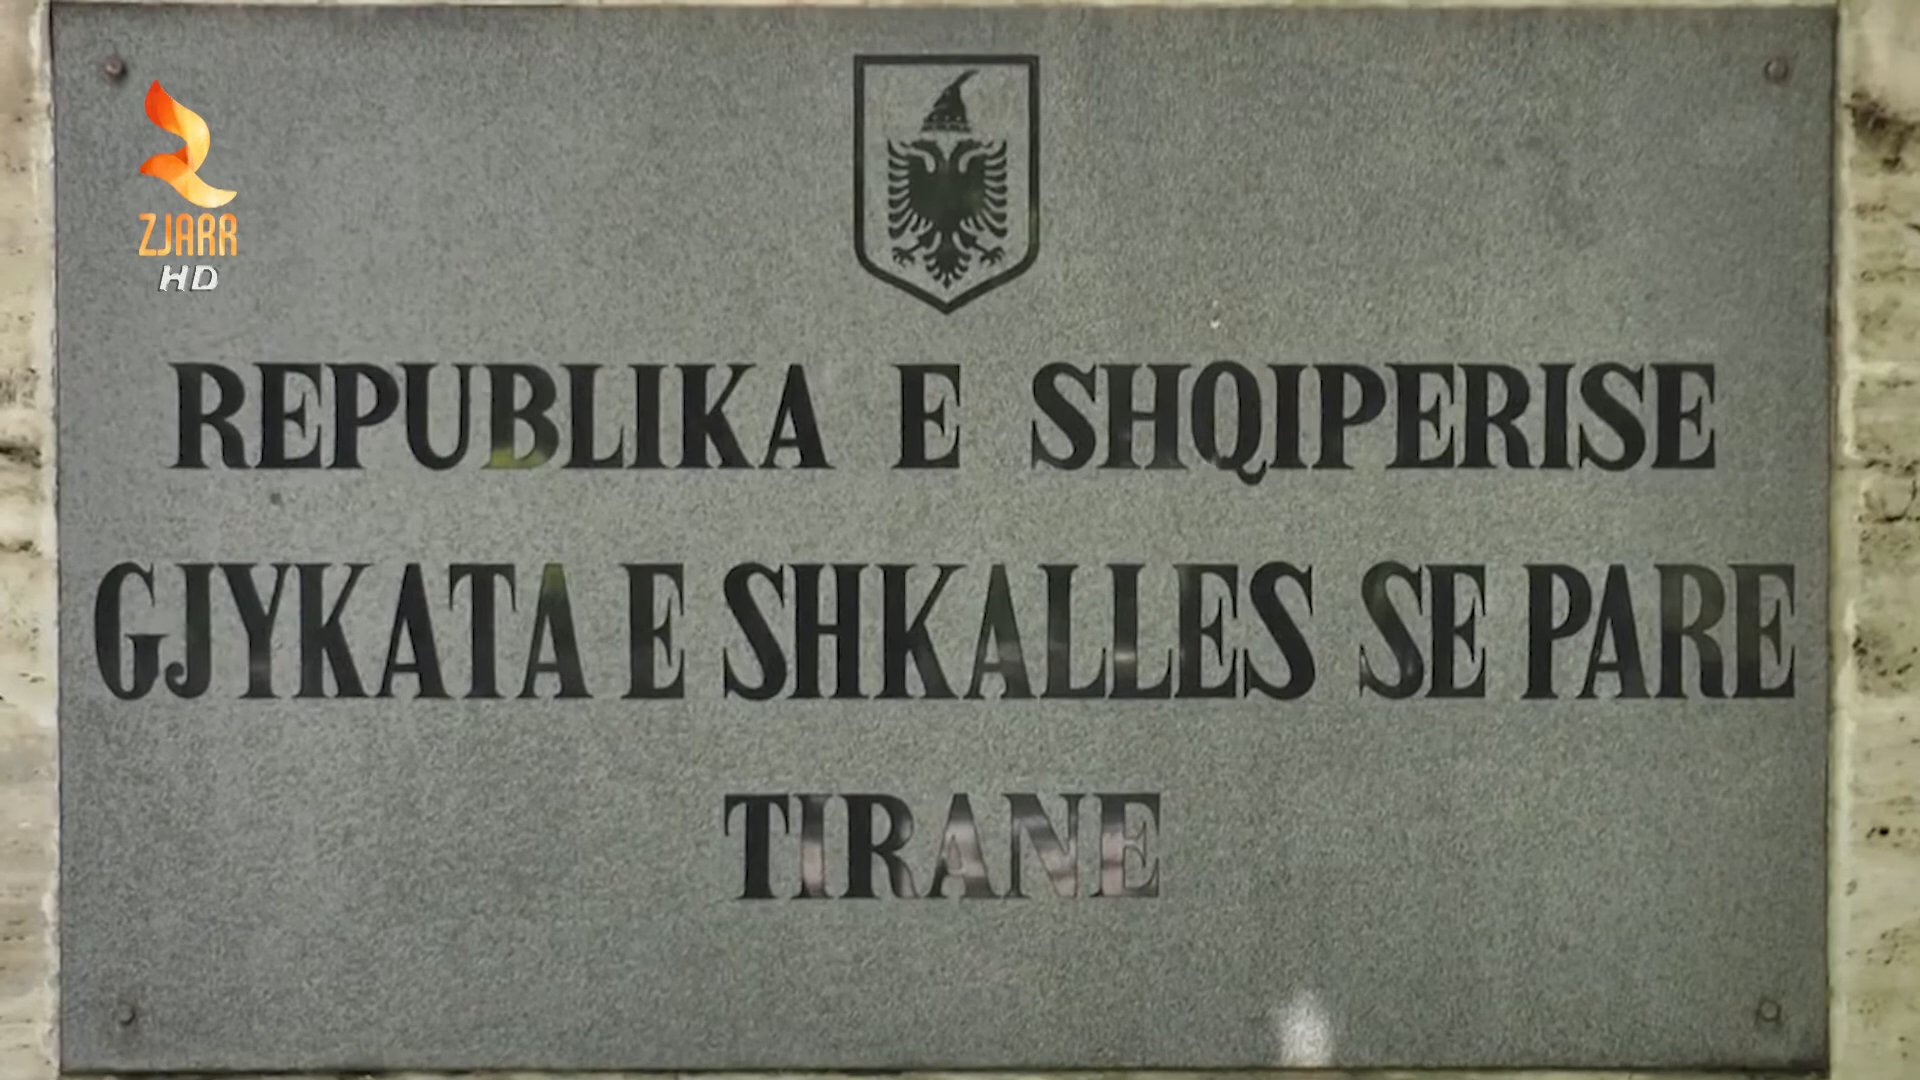 ZJARR
HD
REPUBLIKA E SHQIPERISE
GJYKATA E SHKALLES SE PARE
TIRANE